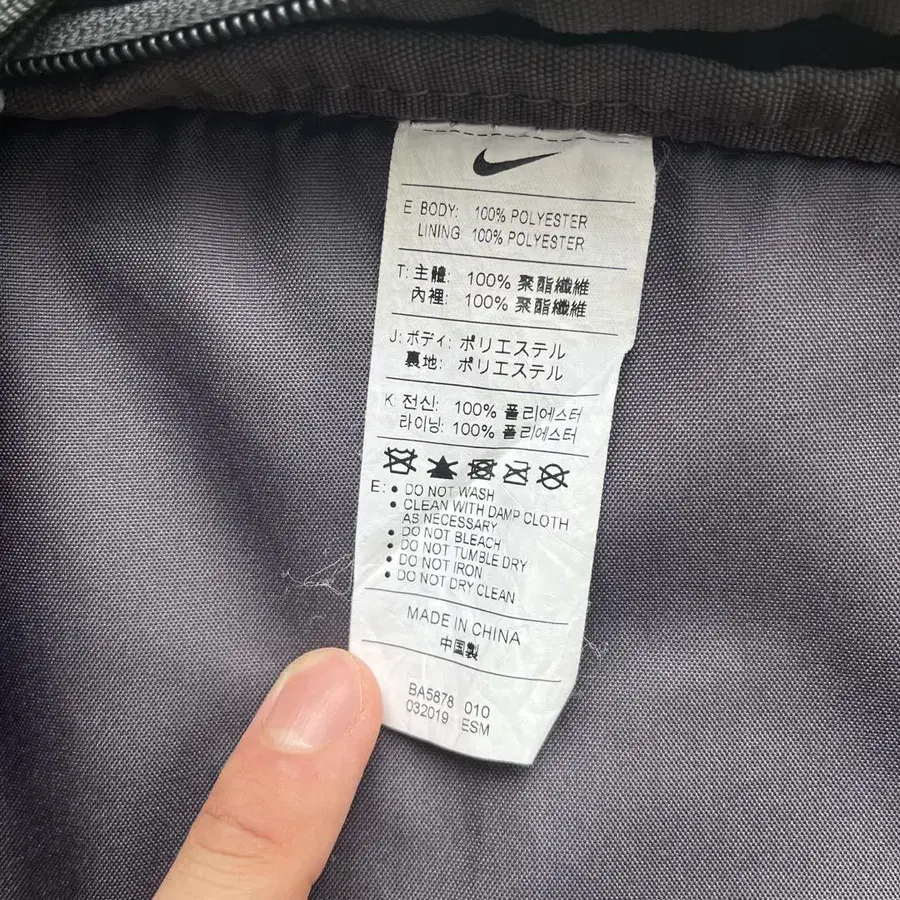 E. BODY: 100% POLYESTER
LINING: 100% POLYESTER
T: 主體: 100% 聚酯纖維
內裡: 100% 聚酯纖維
J: ボディ: ポリエステル
裏地: ポリエステル
K: 전신: 100% 폴리에스터
라이닝: 100% 폴리에스터
E: • DO NOT WASH
• CLEAN WITH DAMP CLOTH
AS NECESSARY
• DO NOT BLEACH
• DO NOT TUMBLE DRY
• DO NOT IRON
• DO NOT DRY CLEAN
MADE IN CHINA
中国製
BA5878 010
032019 ESM